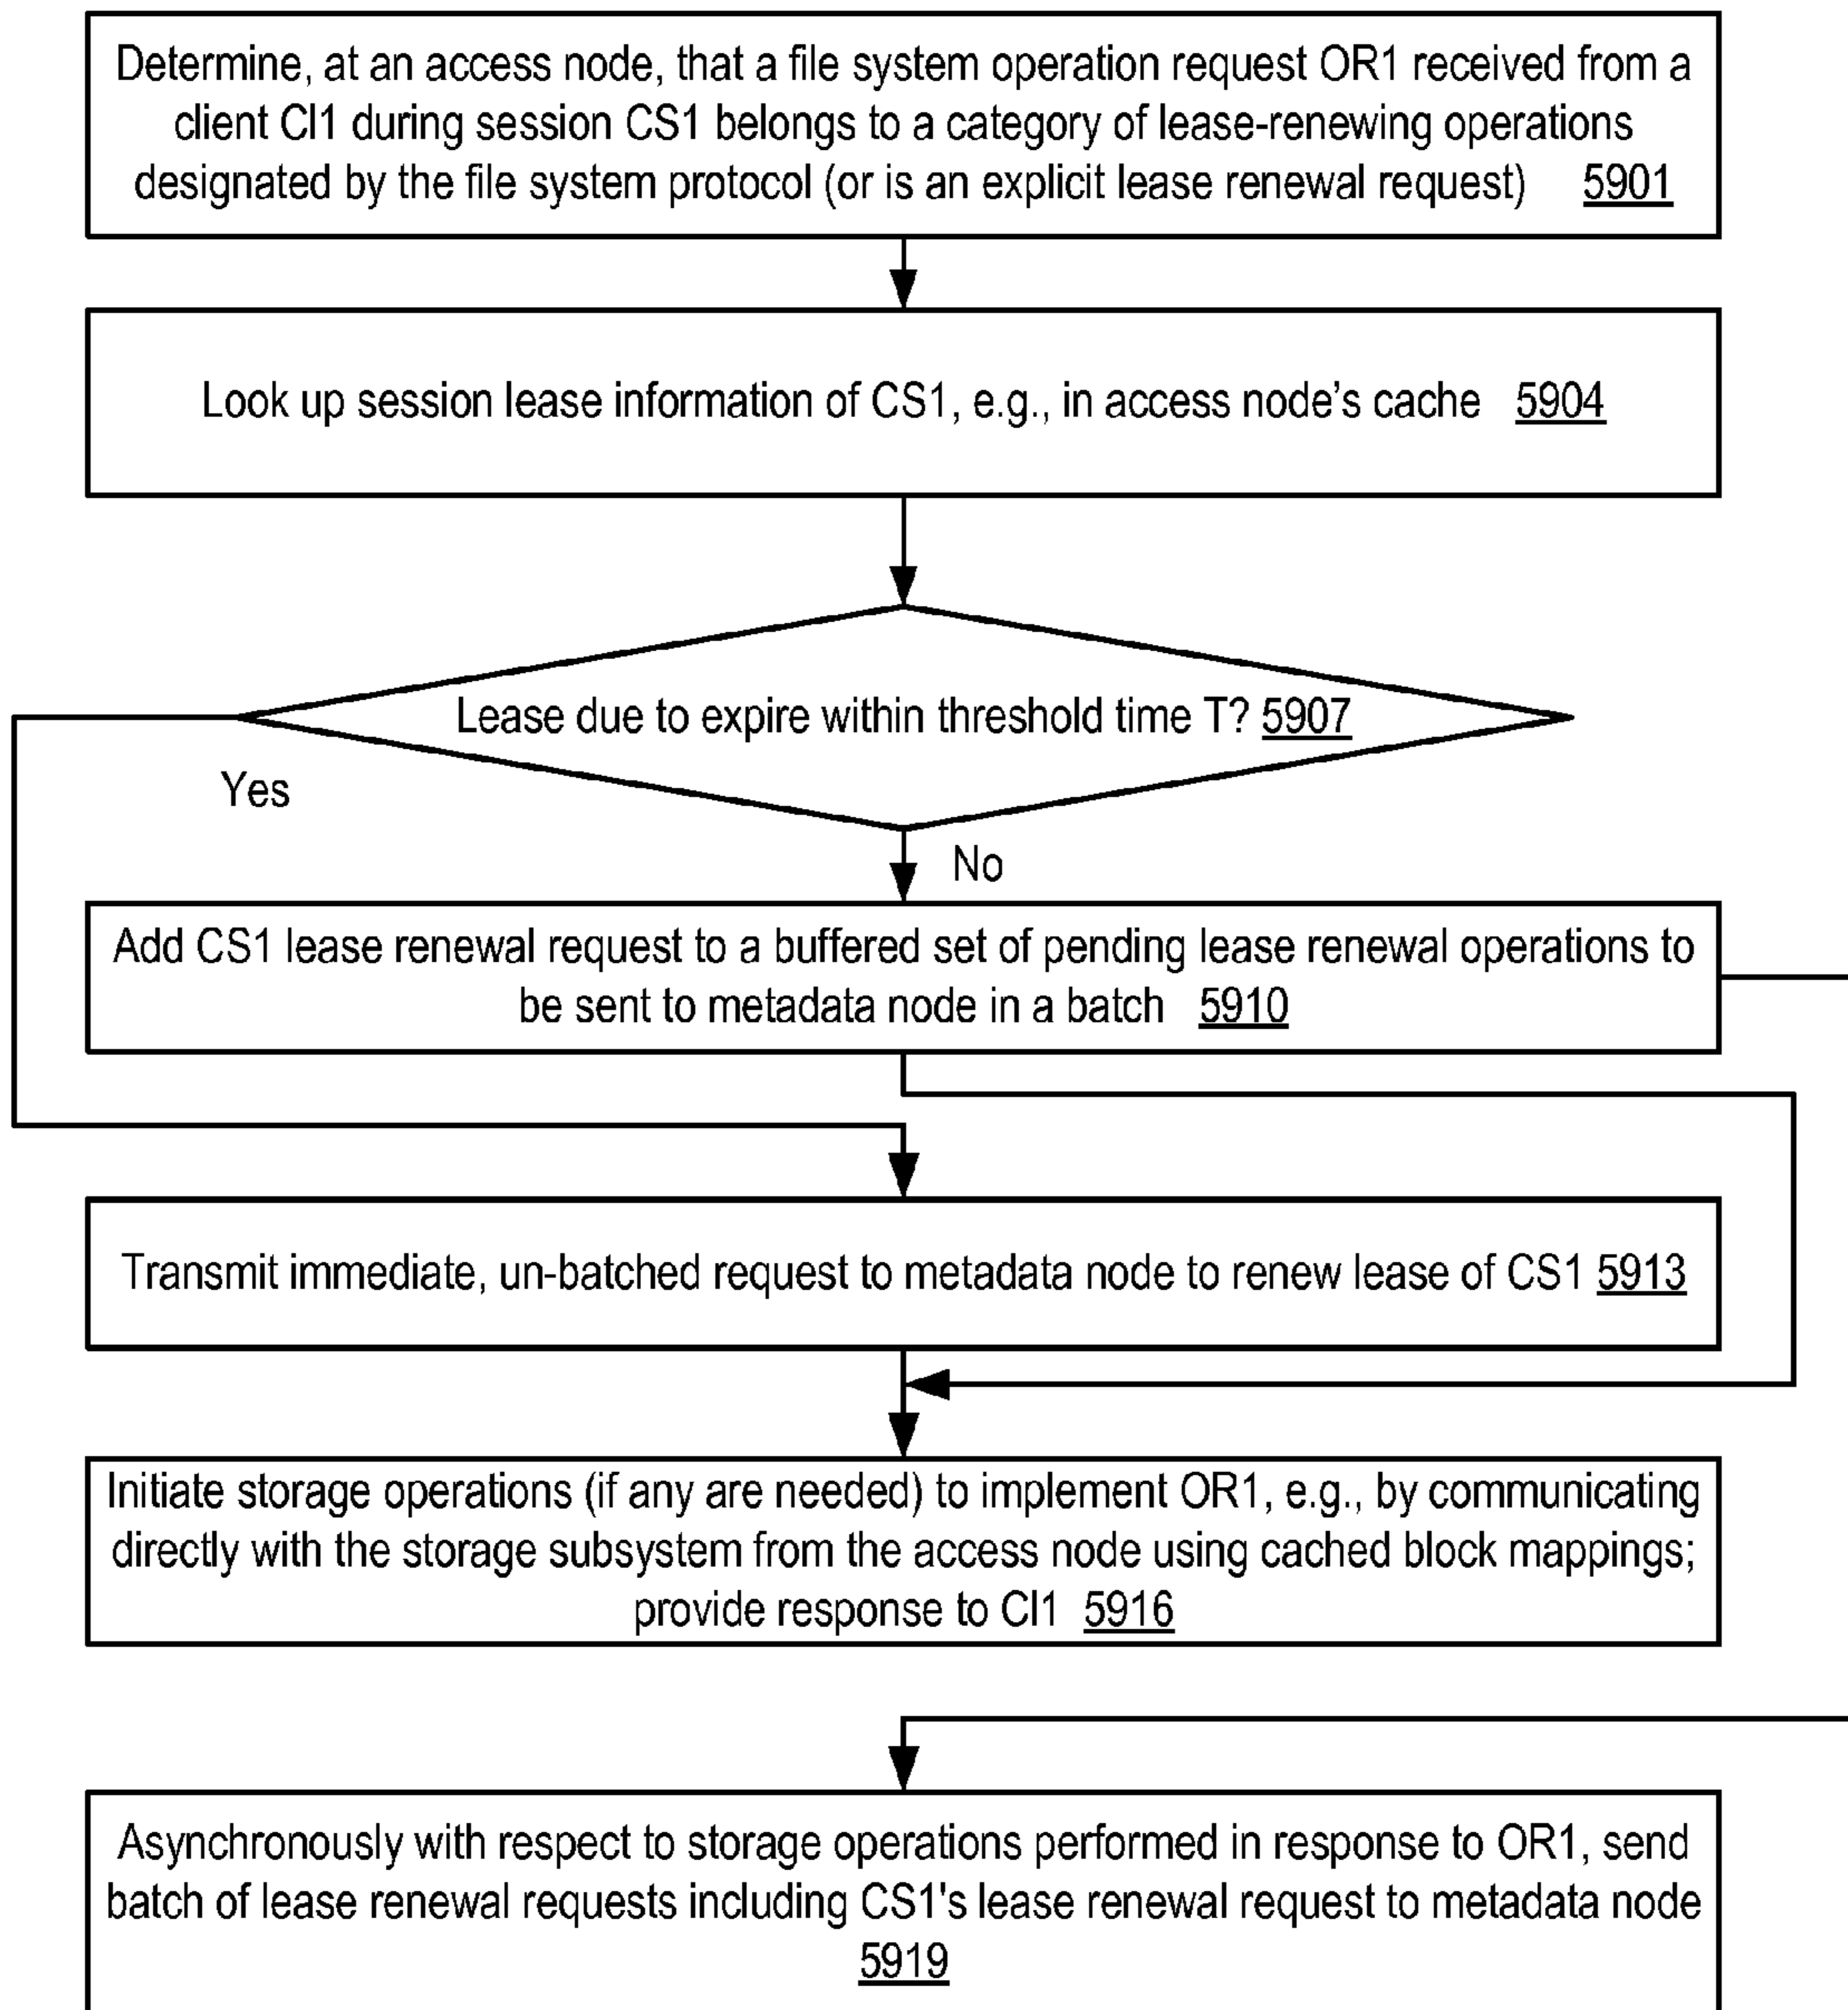 Determine, at an access node, that a file system operation request OR1 received from a
client Cl1 during session CS1 belongs to a category of lease-renewing operations
designated by the file system protocol (or is an explicit lease renewal request) 5901
Look up session lease information of CS1, e.g., in access node's cache 5904
Lease due to expire within threshold time T? 5907
Yes
No
Add CS1 lease renewal request to a buffered set of pending lease renewal operations to
be sent to metadata node in a batch 5910
Transmit immediate, un-batched request to metadata node to renew lease of CS1 5913
Initiate storage operations (if any are needed) to implement OR1, e.g., by communicating
directly with the storage subsystem from the access node using cached block mappings;
provide response to Cl1 5916
Asynchronously with respect to storage operations performed in response to OR1, send
batch of lease renewal requests including CS1's lease renewal request to metadata node
5919